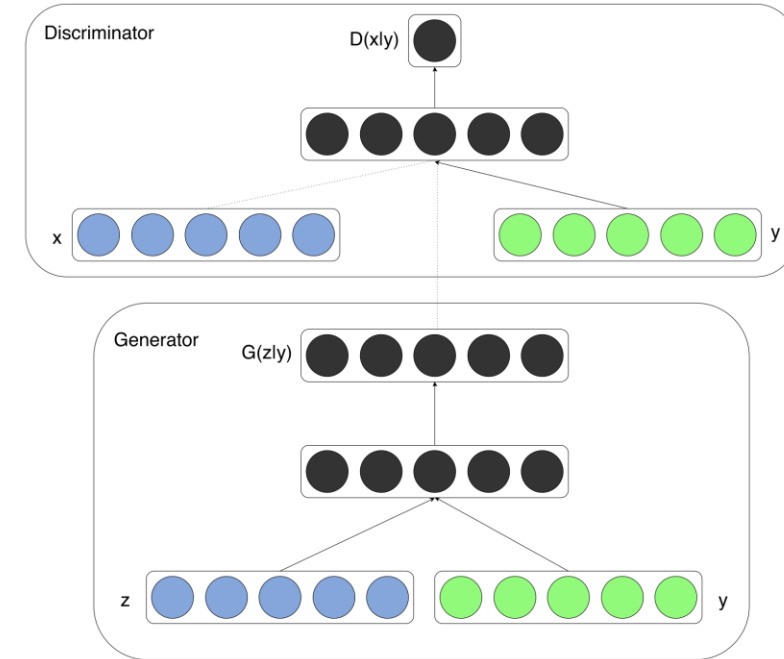 Discriminator
D(x|y)
x
y
Generator
G(z|y)
z
y